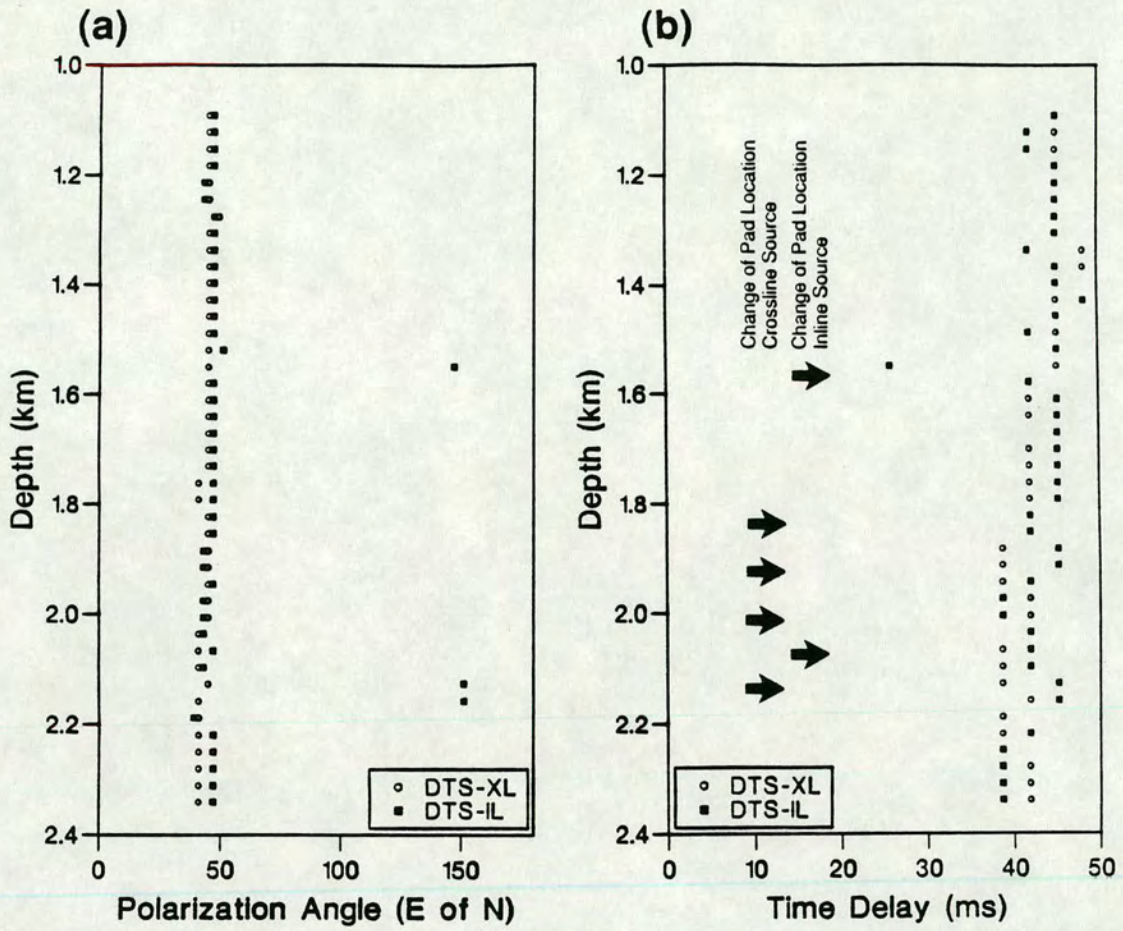 (a)
1.0
1.2
1.4
1.6
1.8
2.0
2.2
2.4
Depth (km)
0
50
100
150
Polarization Angle (E of N)
DTS-XL
DTS-IL
(b)
1.0
1.2
1.4
1.6
1.8
2.0
2.2
2.4
Depth (km)
Change of Pad Location
Crossline Source
Change of Pad Location
Inline Source
DTS-XL
DTS-IL
0
10
20
30
40
50
Time Delay (ms)